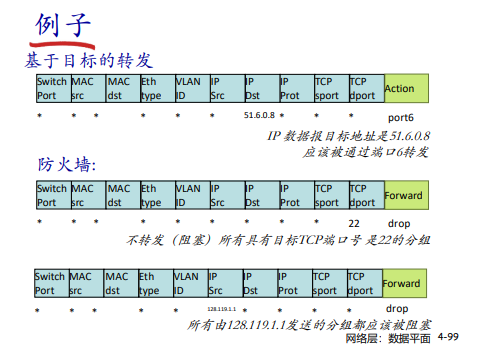 例子
基于目标的转发
Switch Port MAC src MAC dst Eth type VLAN ID IP Src IP Dst IP Prot TCP sport TCP dport Action
* * * * * * 51.6.0.8 * * * port6
IP 数据报目标地址是51.6.0.8
应该被通过端口6转发
防火墙:
Switch Port MAC src MAC dst Eth type VLAN ID IP Src IP Dst IP Prot TCP sport TCP dport Forward
* * * * * * * * * 22 drop
不转发（阻塞）所有具有目标TCP端口号 是22的分组
Switch Port MAC src MAC dst Eth type VLAN ID IP Src IP Dst IP Prot TCP sport TCP dport Forward
* * * * * 128.119.1.1 * * * * drop
所有由128.119.1.1发送的分组都应该被阻塞
网络层：数据平面 4-99